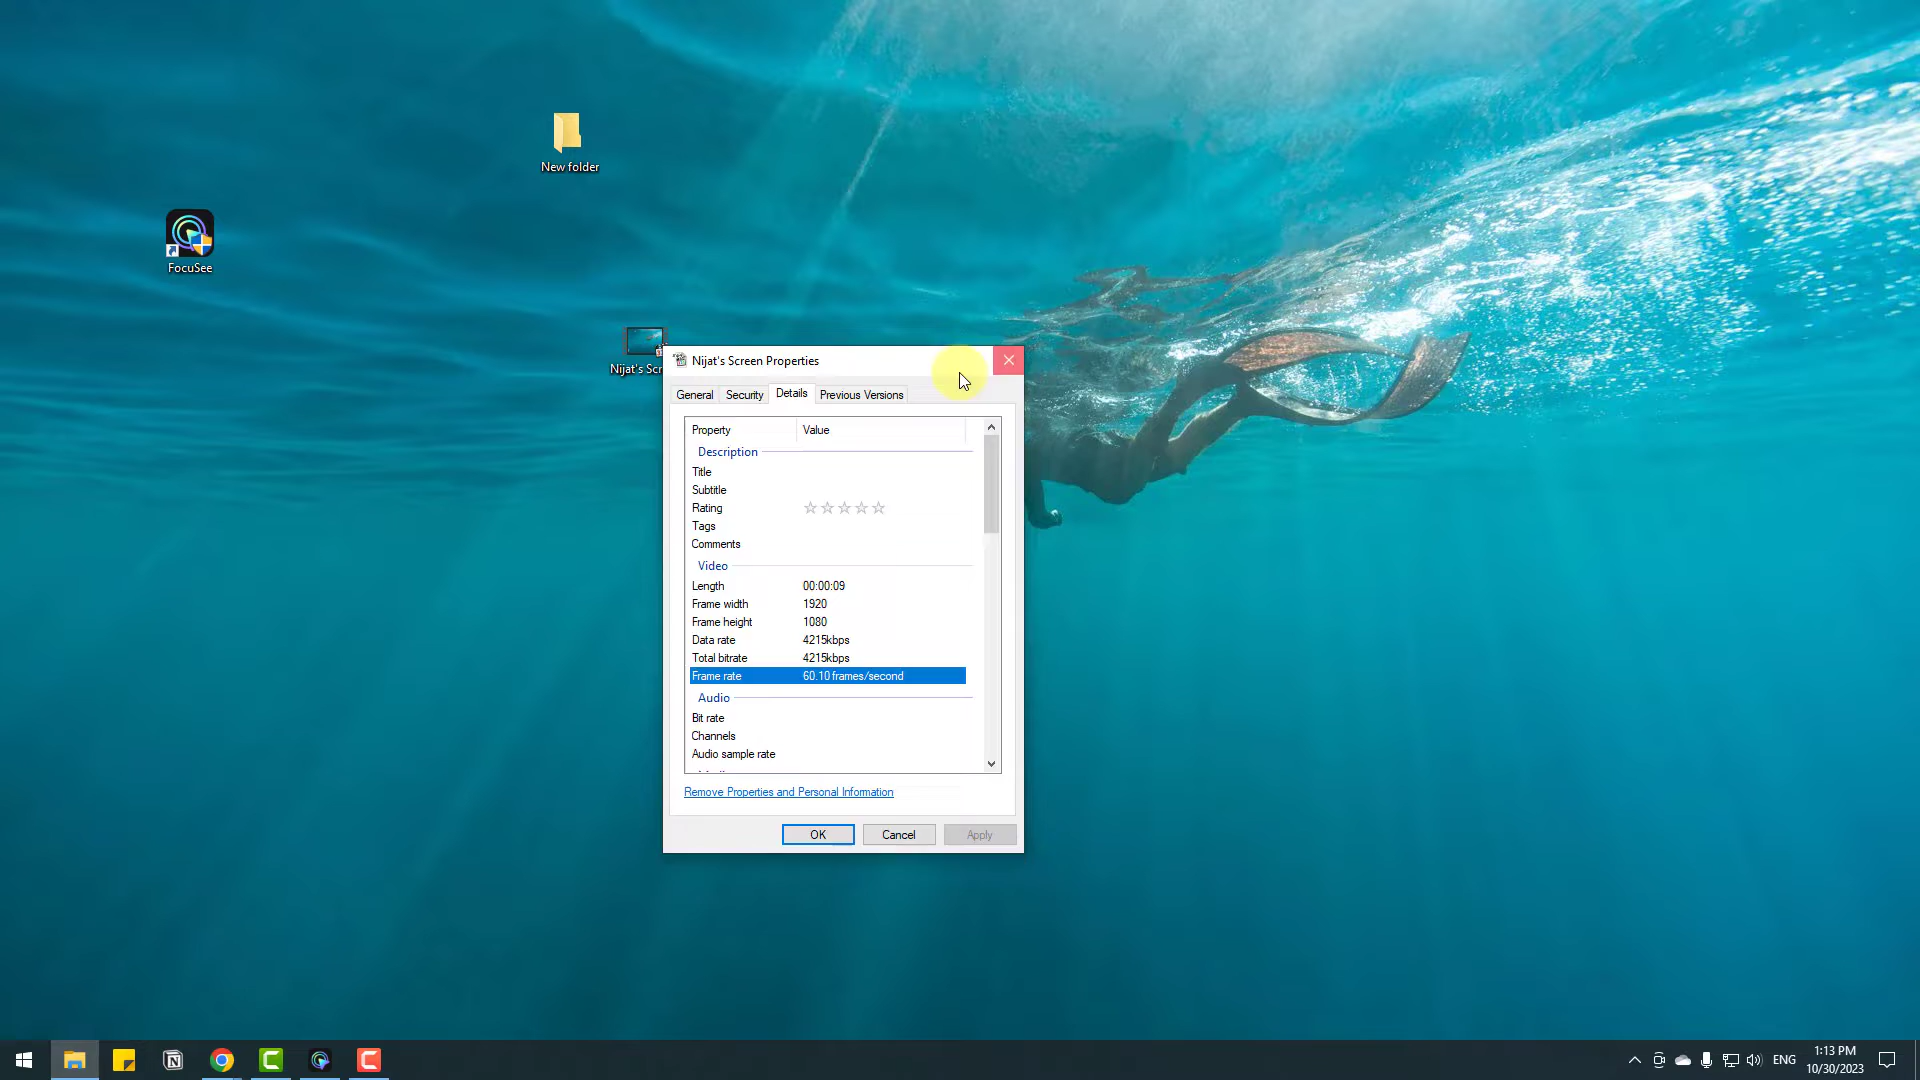 New folder
FocuSee
Nijat's Scr
Nijat's Screen Properties
General Security Details Previous Versions
Property Value
Description
Title
Subtitle
Rating
Tags
Comments
Video
Length 00:00:09
Frame width 1920
Frame height 1080
Data rate 4215kbps
Total bitrate 4215kbps
Frame rate 60.10 frames/second
Audio
Bit rate
Channels
Audio sample rate
Remove Properties and Personal Information
OK Cancel Apply
ENG
1:13 PM
10/30/2023